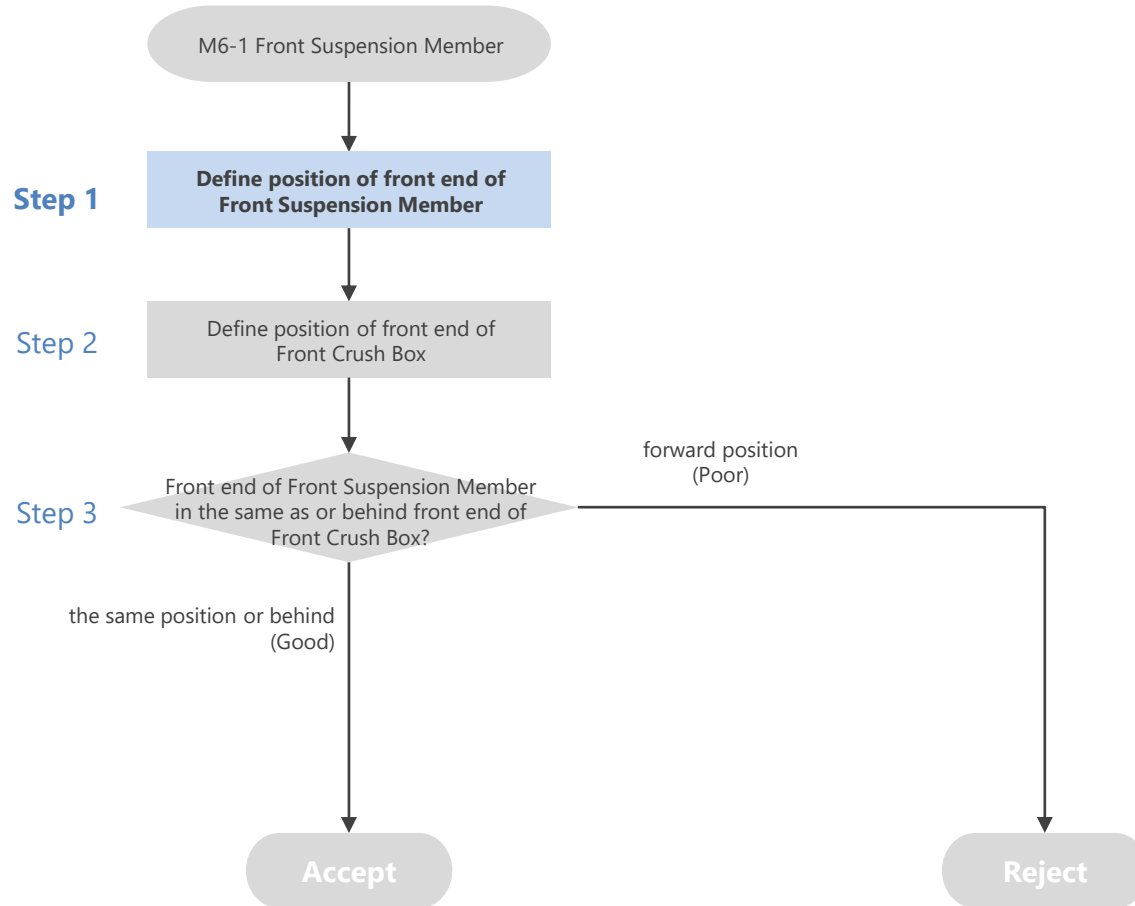 M6-1 Front Suspension Member
Step 1
Define position of front end of
Front Suspension Member
Step 2
Define position of front end of
Front Crush Box
forward position
(Poor)
Step 3
Front end of Front Suspension Member
in the same as or behind front end of
Front Crush Box?
the same position or behind
(Good)
Accept
Reject